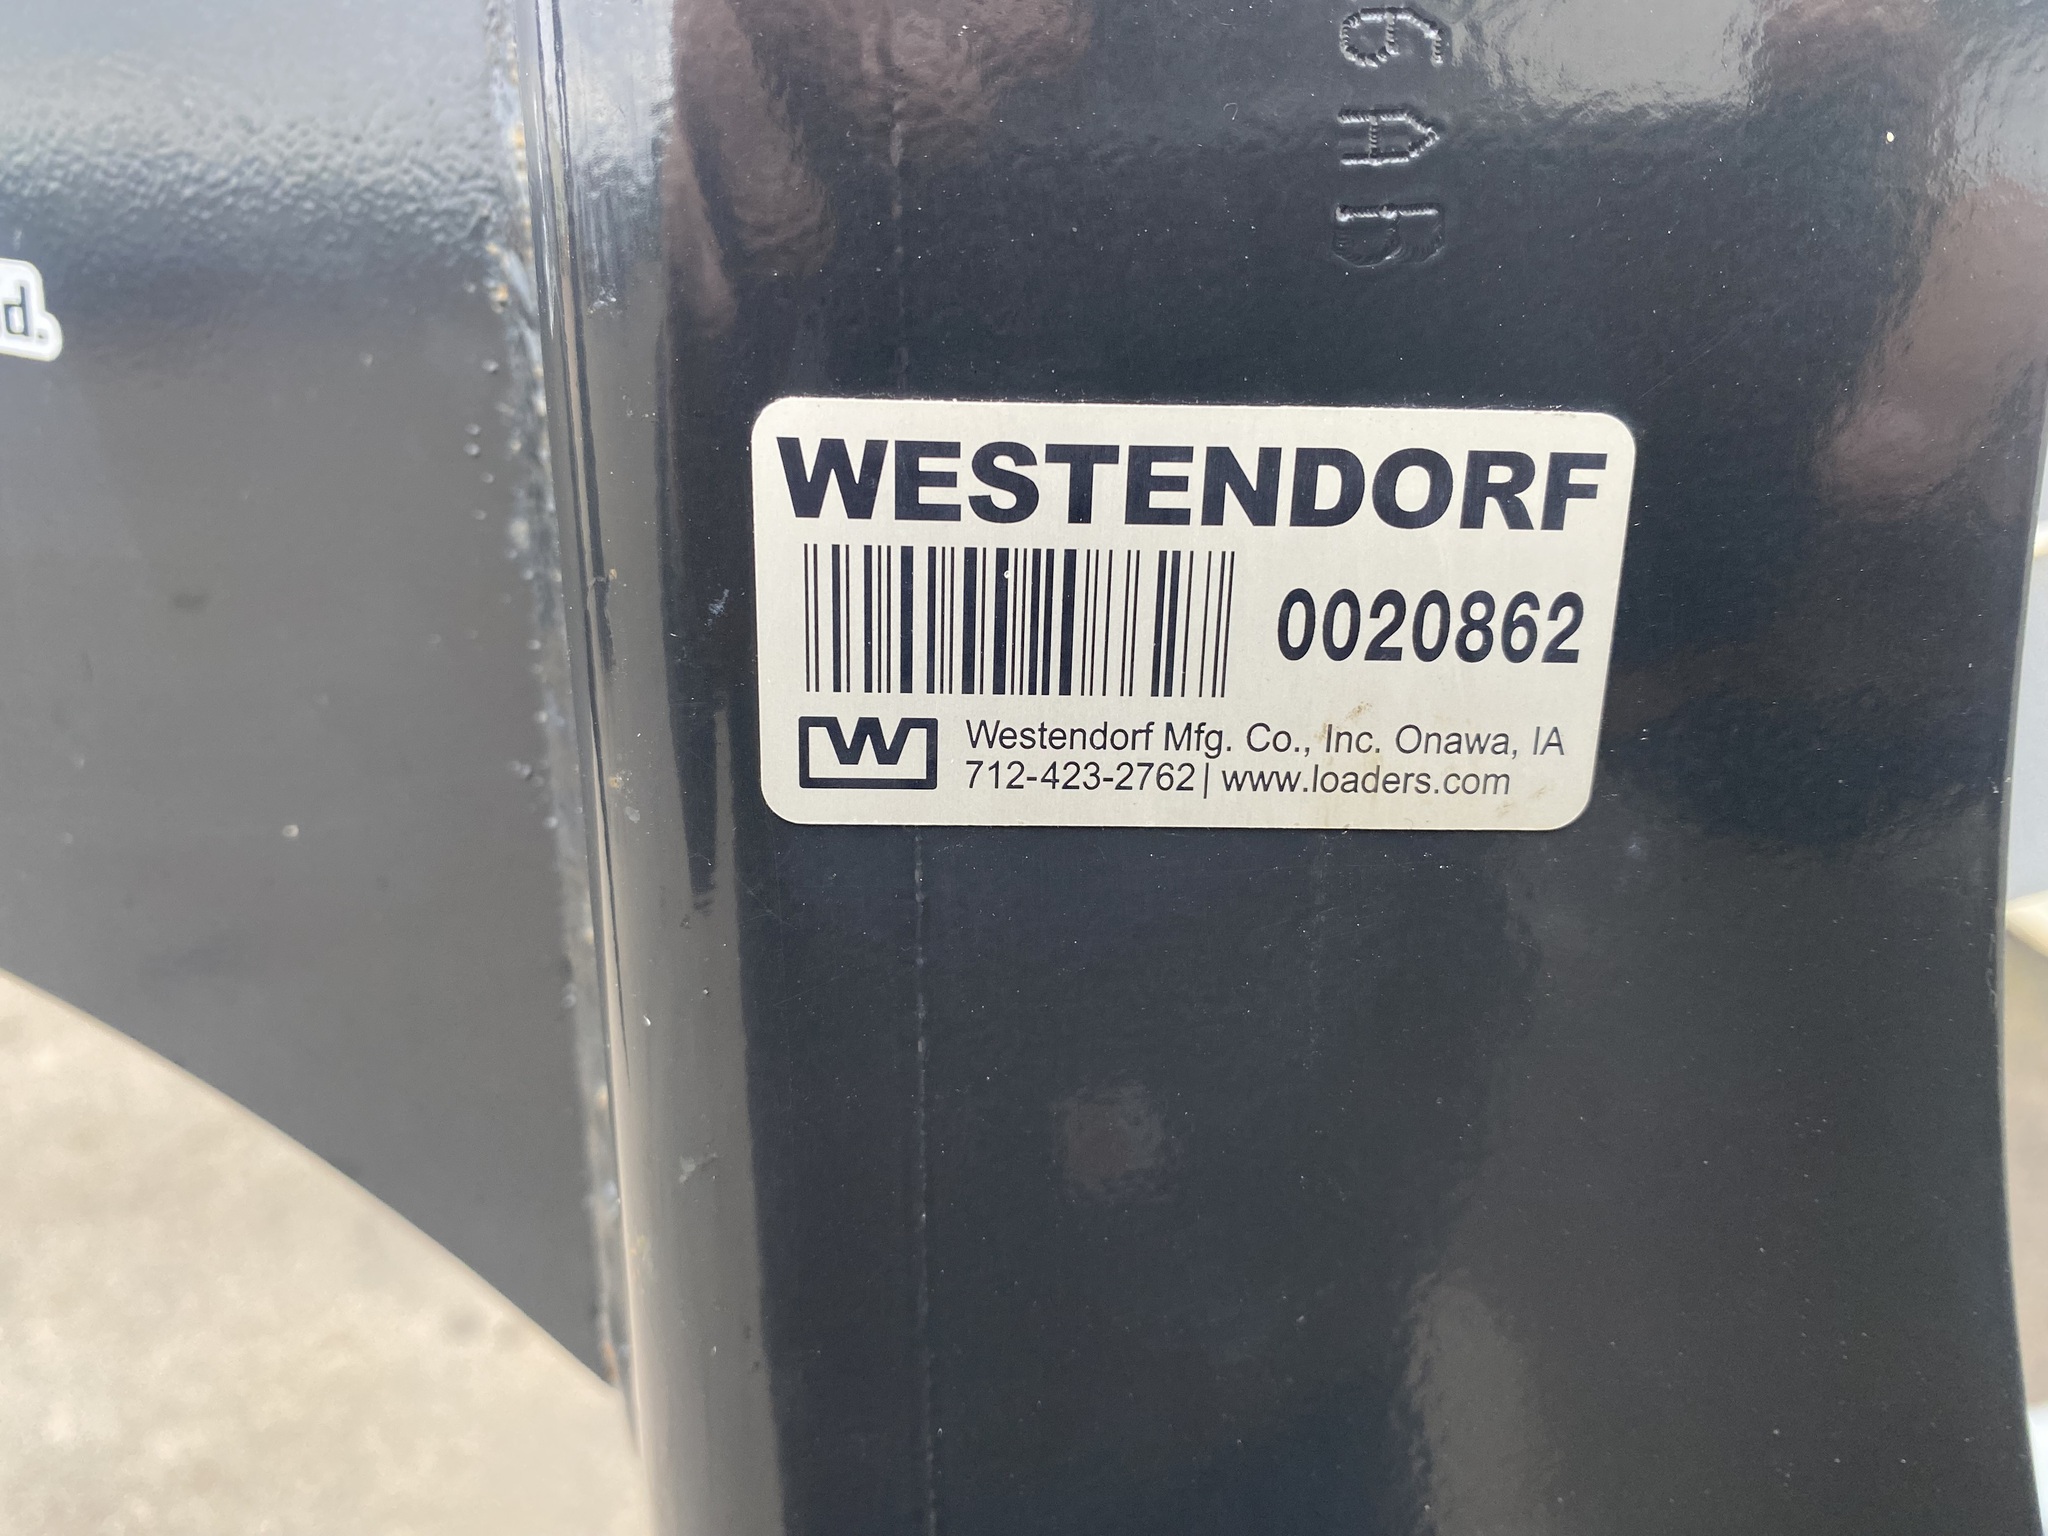 d.
WESTENDORF
0020862
W
Westendorf Mfg. Co., Inc. Onawa, IA
712-423-2762 | www.loaders.com